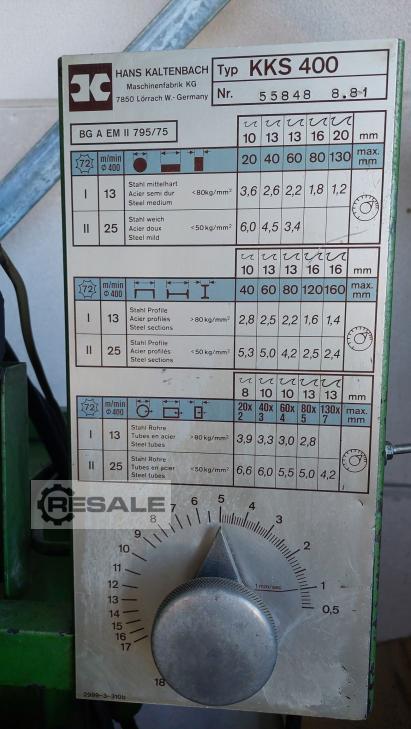 HANS KALTENBACH
Maschinenfabrik KG
7850 Lörrach W.-Germany
Typ KKS 400
Nr. 55848 8.81
BG A EM II 795/75
10 13 13 16 20 mm
72 m/min Φ 400 20 40 60 80 130 max. mm
I 13 Stahl mittelhart <80kg/mm² 3,6 2,6 2,2 1,8 1,2
Acier semi dur
Steel medium
II 25 Stahl weich <50kg/mm² 6,0 4,5 3,4
Acier doux
Steel mild
10 13 13 16 16 mm
72 m/min Φ 400 40 60 80 120 160 max. mm
I 13 Stahl Profile >80kg/mm² 2,8 2,5 2,2 1,6 1,4
Acier profilés
Steel sections
II 25 Stahl Profile <50kg/mm² 5,3 5,0 4,2 2,5 2,4
Acier profilés
Steel sections
8 10 10 13 13 mm
72 m/min Φ 400 20x2 40x3 60x4 80x5 130x7 max. mm
I 13 Stahl Rohre >80kg/mm² 3,9 3,3 3,0 2,8
Tubes en acier
Steel tubes
II 25 Stahl Rohre <50kg/mm² 6,6 6,0 5,5 5,0 4,2
Tubes en acier
Steel tubes
RESALE
18 17 16 15 14 13 12 11 10 9 8 7 6 5 4 3 2 1 0,5
1 mm/sec
2989-3-310b